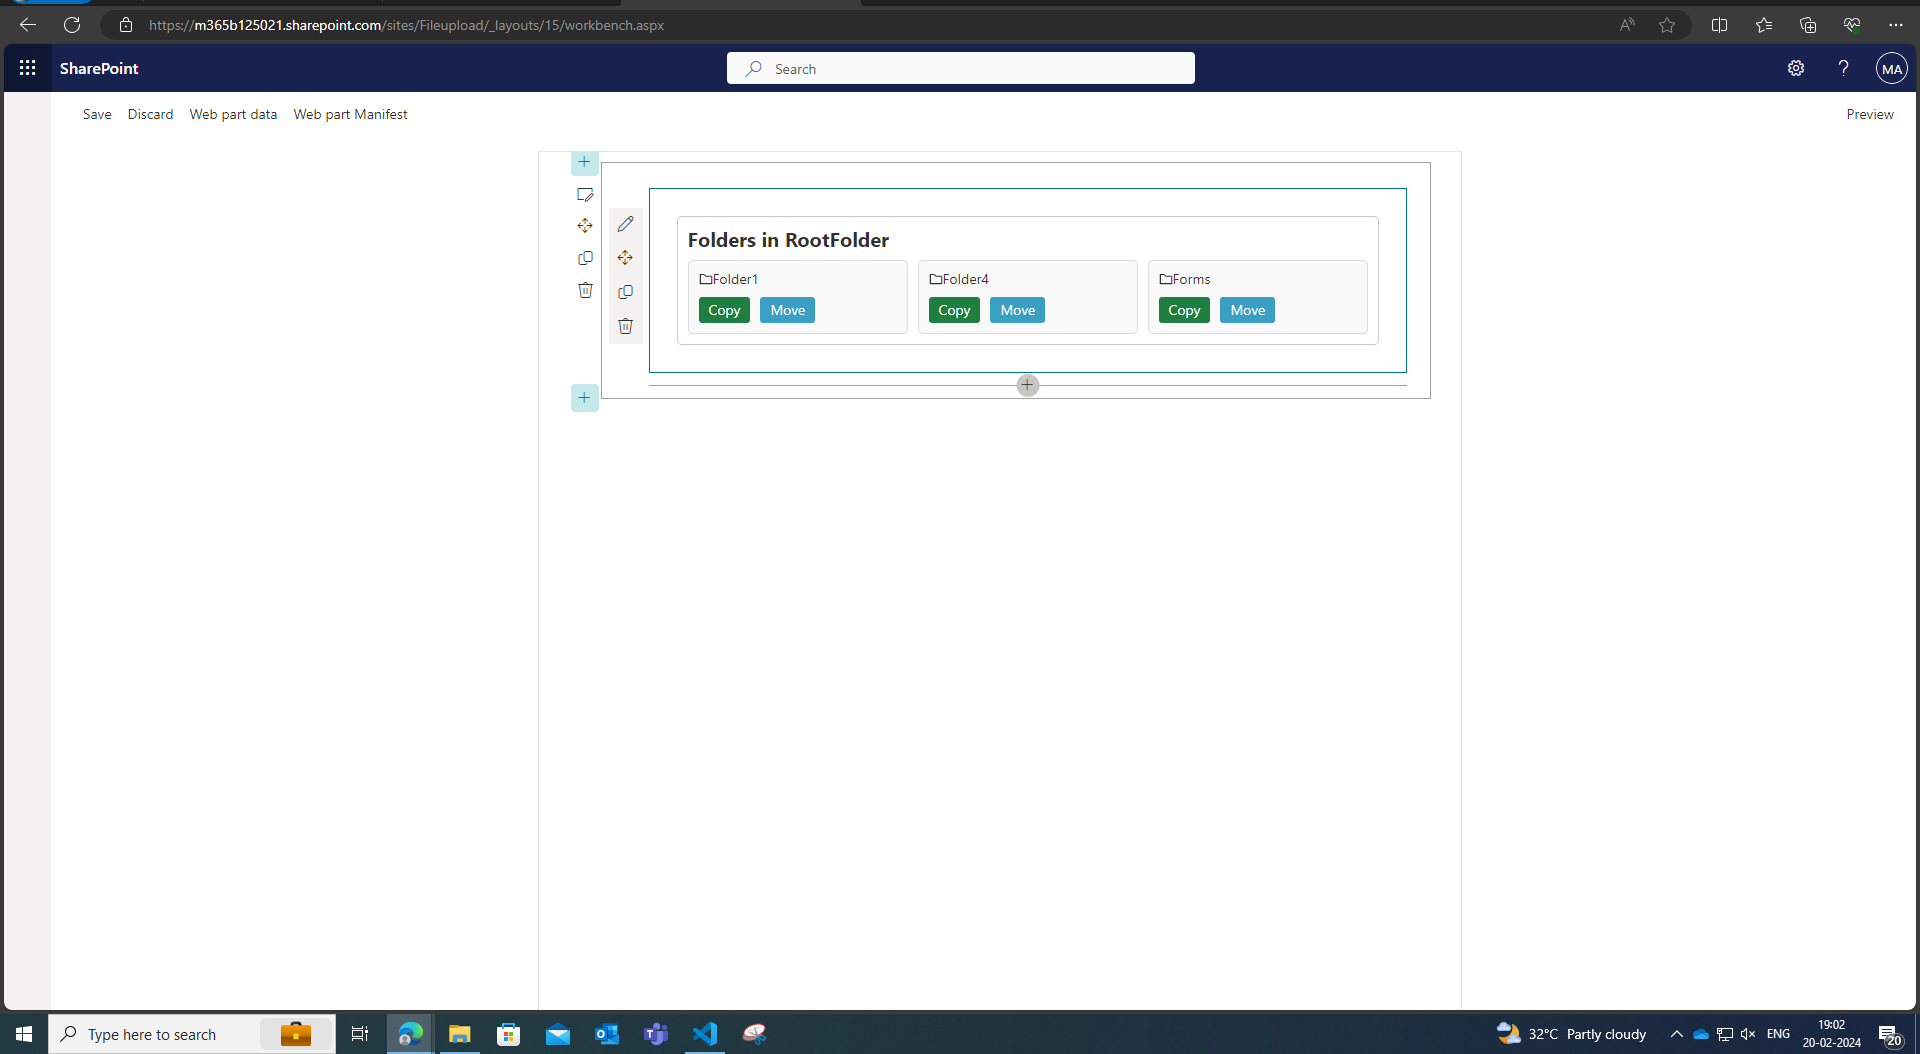 https://m365b125021.sharepoint.com/sites/Fileupload/_layouts/15/workbench.aspx
SharePoint
Search
MA
Save Discard Web part data Web part Manifest
Preview
Folders in RootFolder
Folder1 Folder4 Forms
Copy Move Copy Move Copy Move
Type here to search
32°C Partly cloudy
ENG
19:02
20-02-2024
20